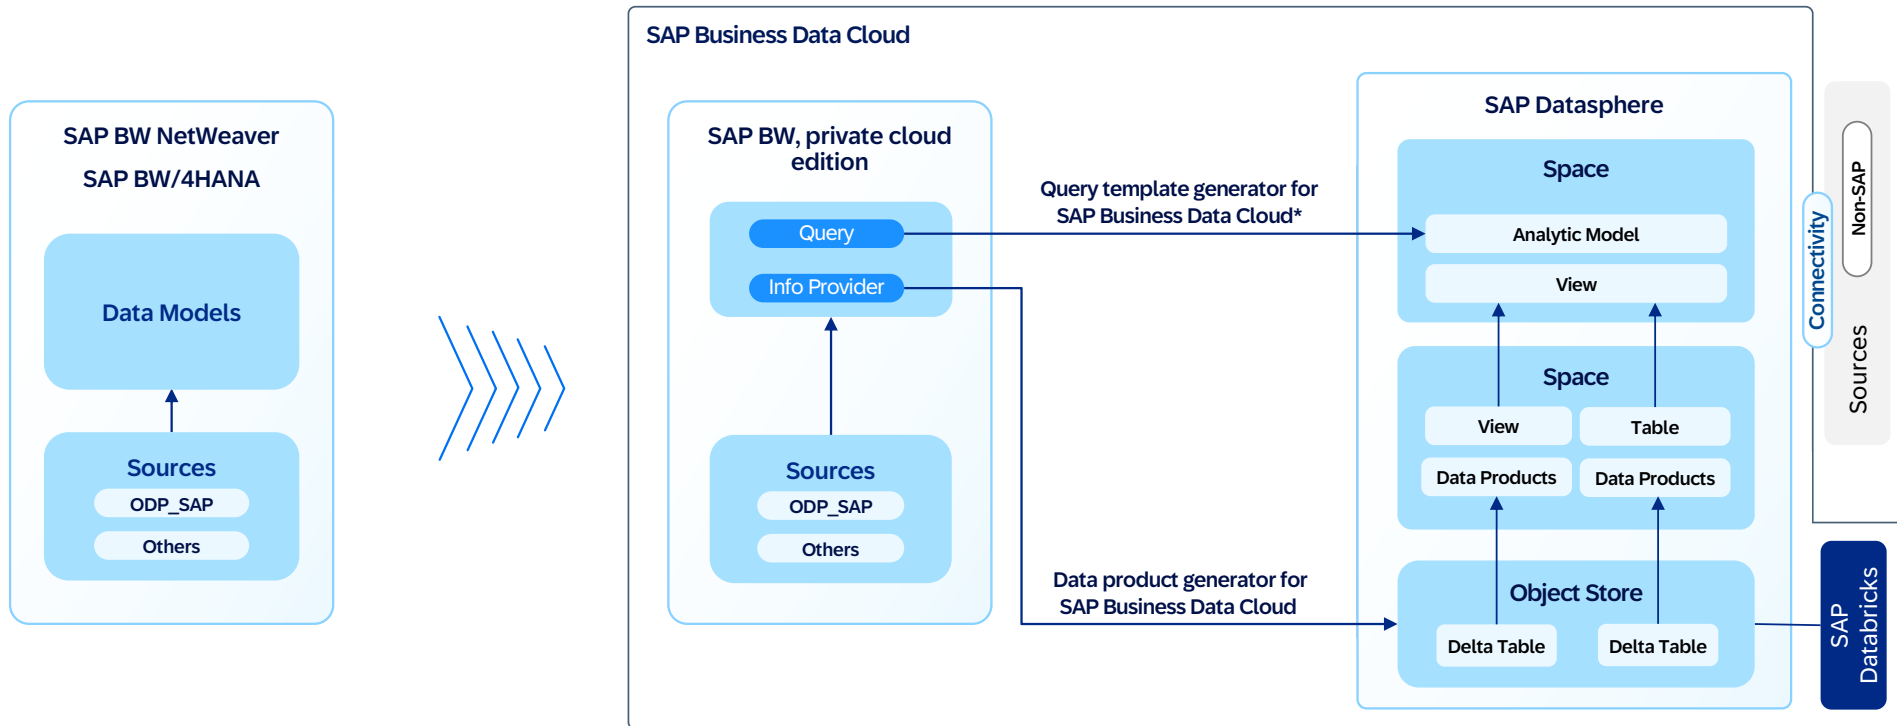 SAP Business Data Cloud
SAP BW NetWeaver
SAP BW/4HANA
Data Models
Sources
ODP_SAP
Others
SAP BW, private cloud
edition
Query
Info Provider
Sources
ODP_SAP
Others
Query template generator for
SAP Business Data Cloud*
Data product generator for
SAP Business Data Cloud
SAP Datasphere
Space
Analytic Model
View
Space
View
Table
Data Products
Data Products
Object Store
Delta Table
Delta Table
Connectivity
Non-SAP
Sources
SAP
Databricks